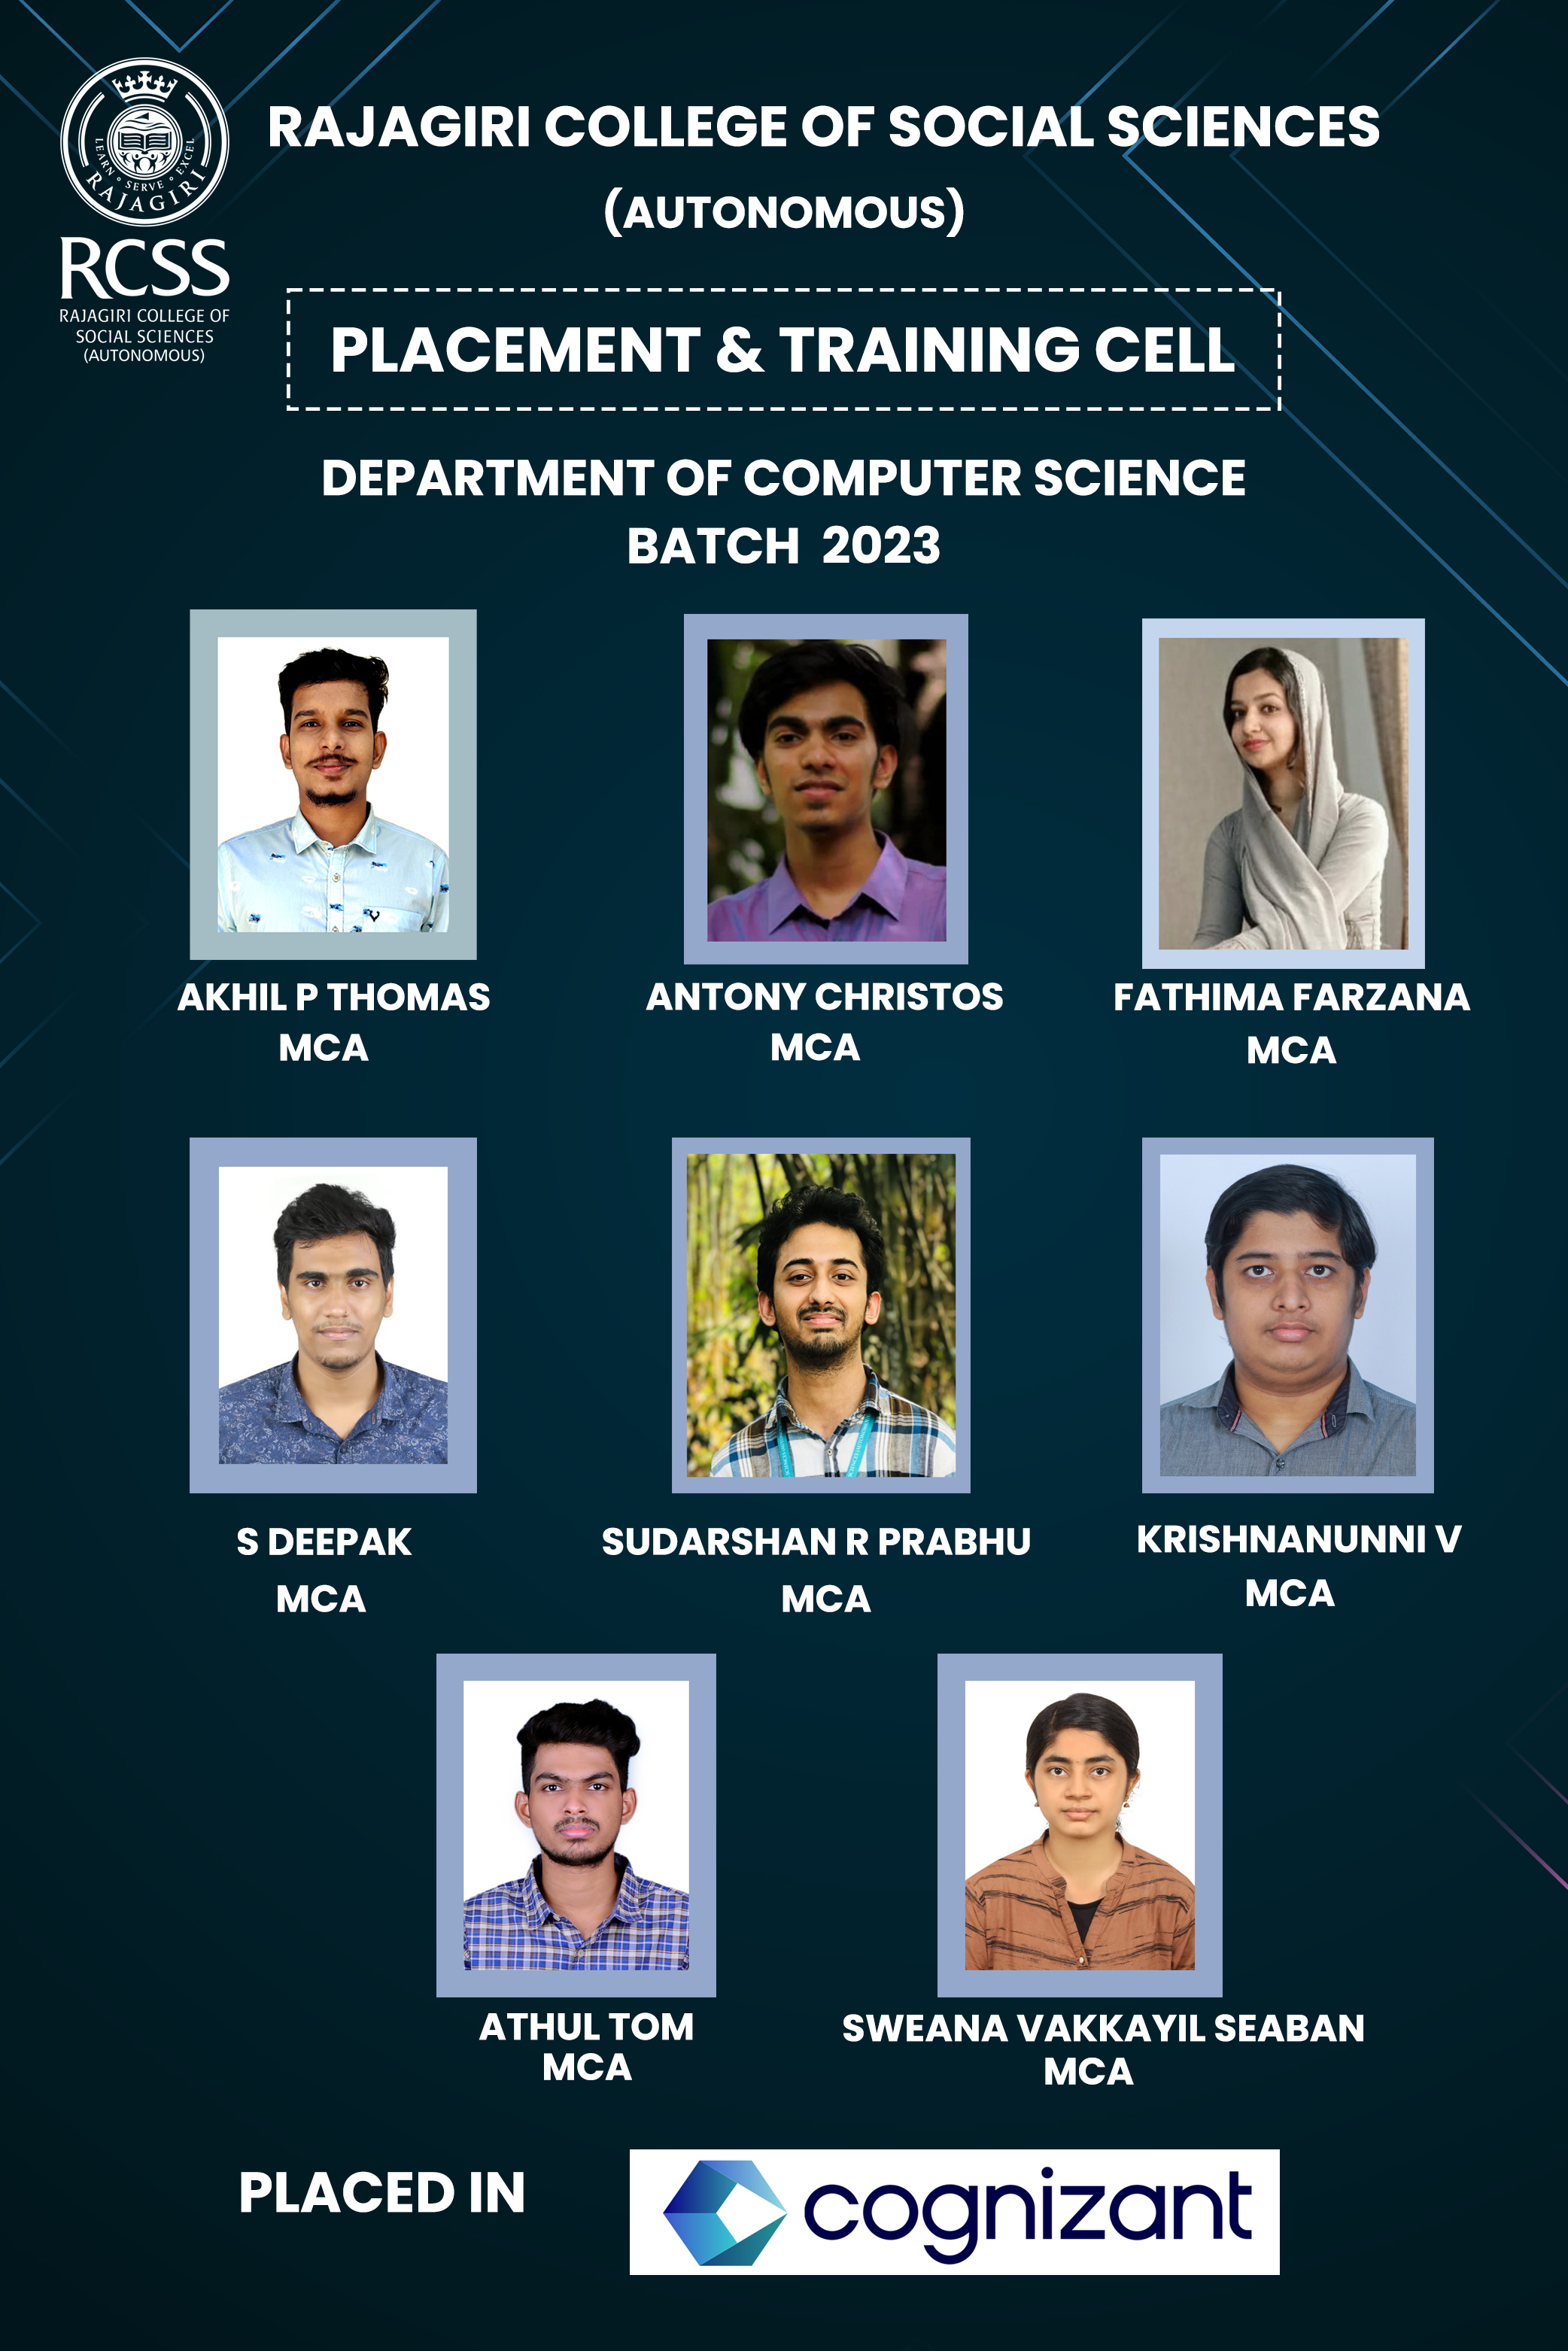 RAJAGIRI COLLEGE OF SOCIAL SCIENCES
(AUTONOMOUS)
LEARN SERVE EXCEL
RAJAGIRI
RCSS
RAJAGIRI COLLEGE OF
SOCIAL SCIENCES
(AUTONOMOUS)
PLACEMENT & TRAINING CELL
DEPARTMENT OF COMPUTER SCIENCE
BATCH 2023
AKHIL P THOMAS
MCA
ANTONY CHRISTOS
MCA
FATHIMA FARZANA
MCA
S DEEPAK
MCA
SUDARSHAN R PRABHU
MCA
KRISHNANUNNI V
MCA
ATHUL TOM
MCA
SWEANA VAKKAYIL SEABAN
MCA
PLACED IN
cognizant